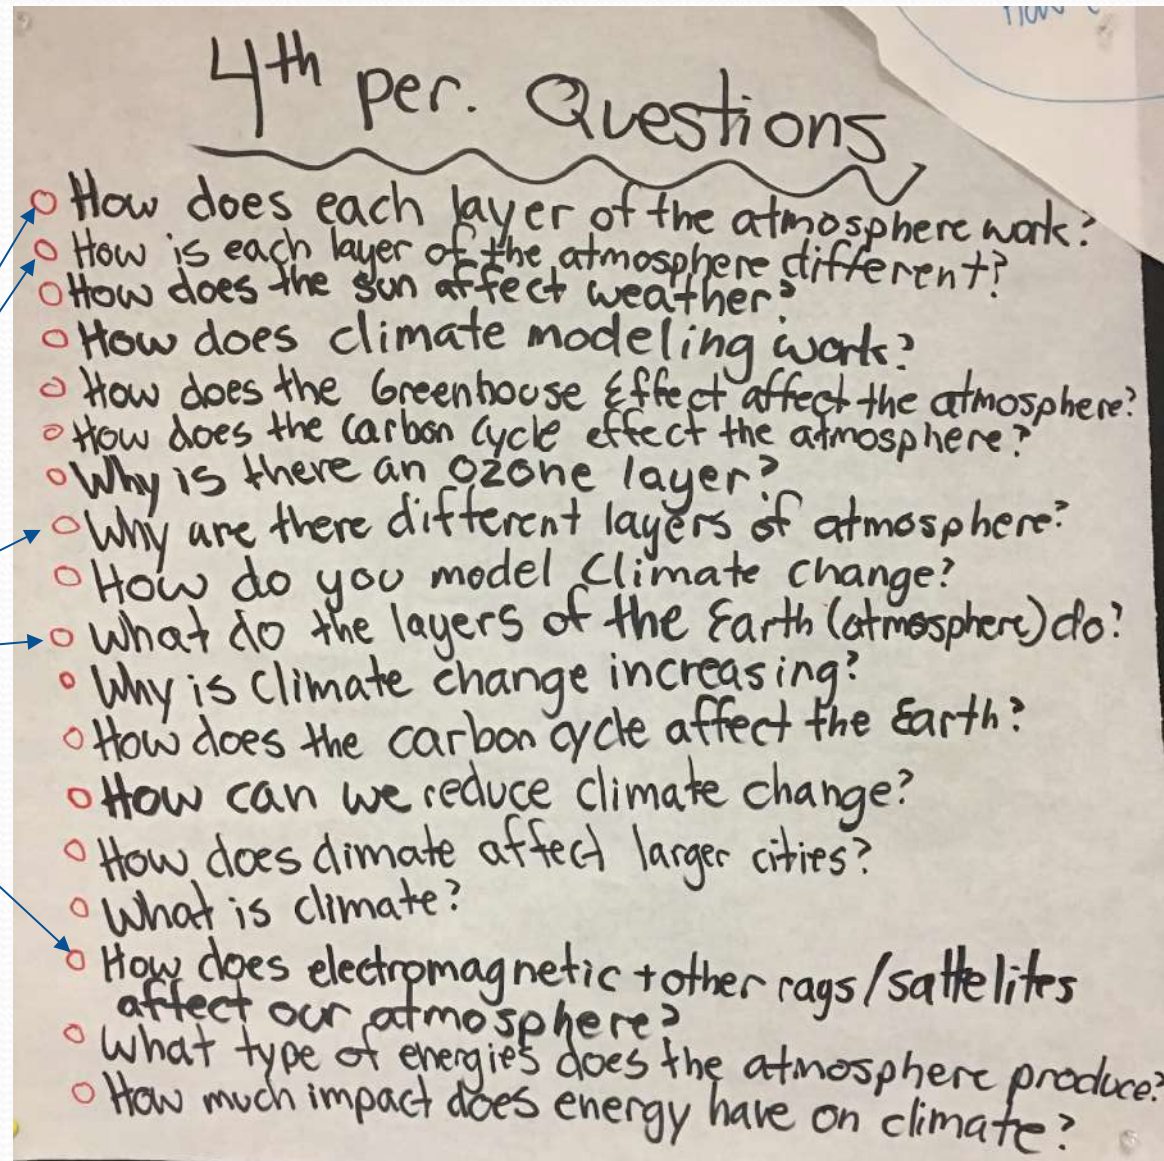 How
4th per. Questions
How does each layer of the atmosphere work?
How is each layer of the atmosphere different?
How does the sun affect weather?
How does climate modeling work?
How does the Greenhouse Effect affect the atmosphere?
How does the Carbon Cycle effect the atmosphere?
Why is there an ozone layer?
Why are there different layers of atmosphere?
How do you model Climate change?
What do the layers of the Earth (atmosphere) do?
Why is Climate change increasing?
How does the carbon cycle affect the Earth?
How can we reduce climate change?
How does climate affect larger cities?
What is climate?
How does electromagnetic + other rags/sattelites
affect our atmosphere?
What type of energies does the atmosphere produce?
How much impact does energy have on climate?